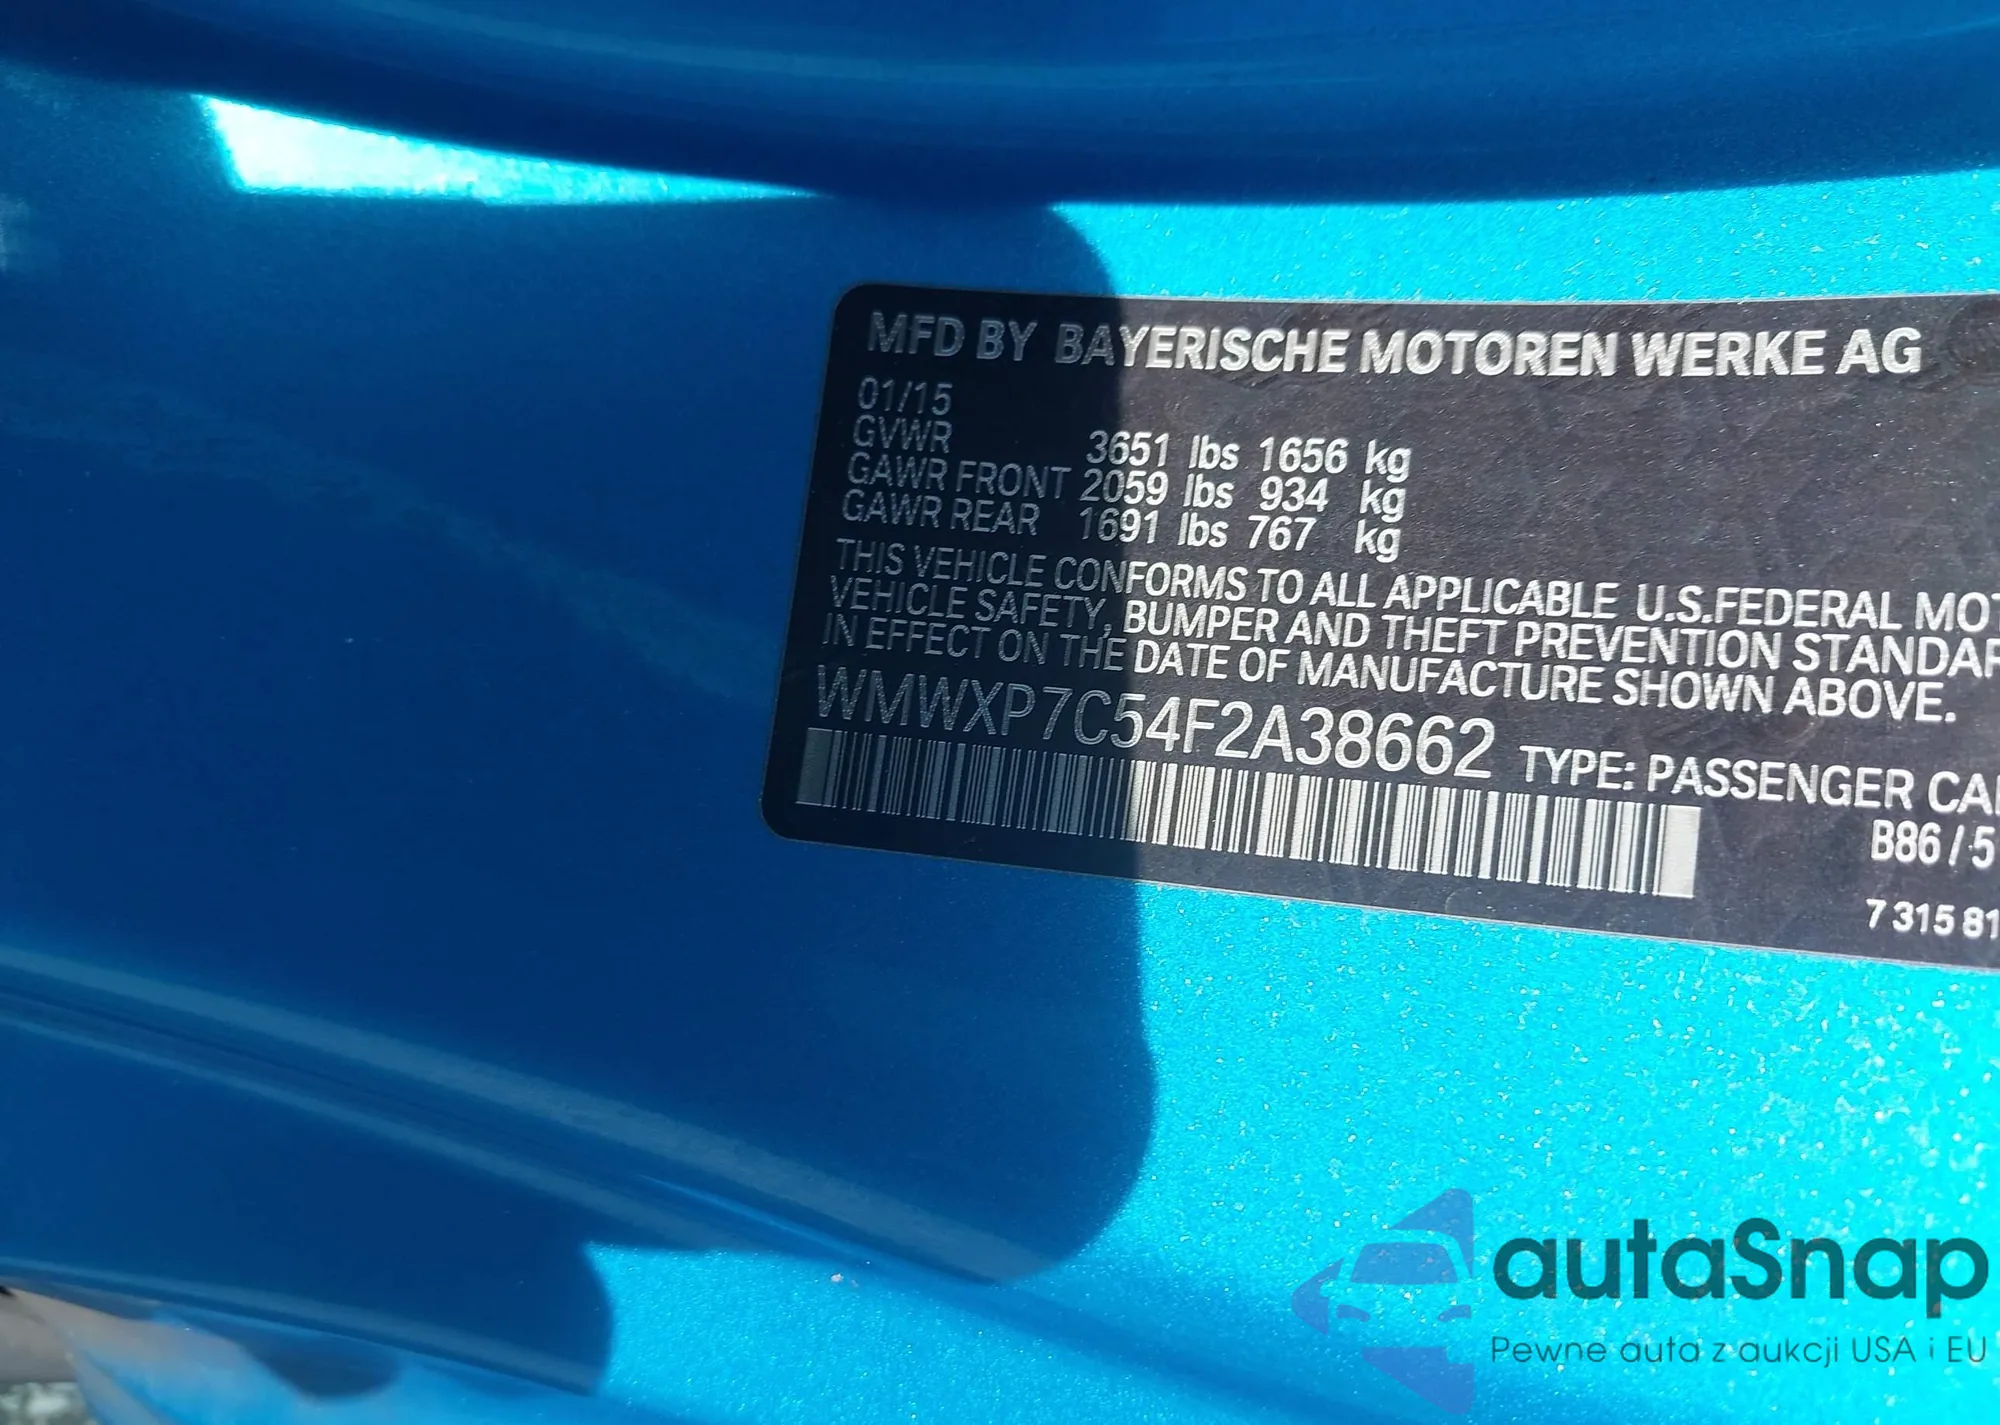 MFD BY BAYERISCHE MOTOREN WERKE AG
01/15
GVWR 3651 lbs 1656 kg
GAWR FRONT 2059 lbs 934 kg
GAWR REAR 1691 lbs 767 kg
THIS VEHICLE CONFORMS TO ALL APPLICABLE U.S.FEDERAL MOT
VEHICLE SAFETY, BUMPER AND THEFT PREVENTION STANDAR
IN EFFECT ON THE DATE OF MANUFACTURE SHOWN ABOVE.
WMWXP7C54F2A38662 TYPE: PASSENGER CAR
B86 / 5
7 315 81
autaSnap
Pewne auta z aukcji USA i EU